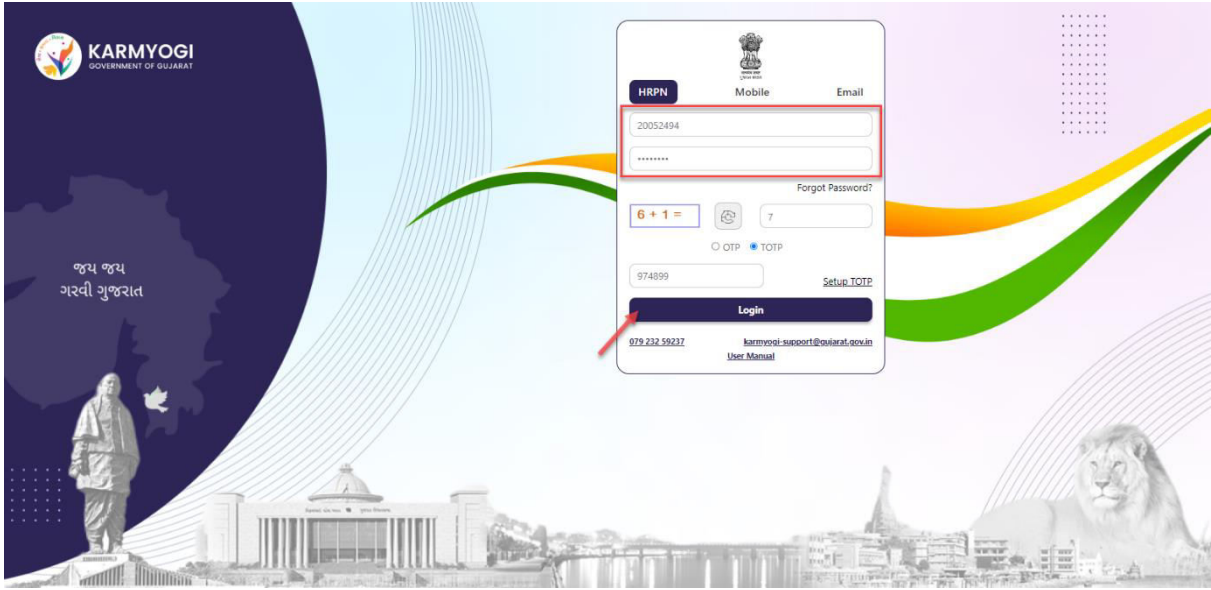 KARMYOGI
GOVERNMENT OF GUJARAT
જય જય
ગરવી ગુજરાત
HRPN Mobile Email
20052494
••••••••
Forgot Password?
6 + 1 = 7
OTP TOTP
974899 Setup TOTP
Login
079 232 59237 karmyogi-support@gujarat.gov.in
User Manual